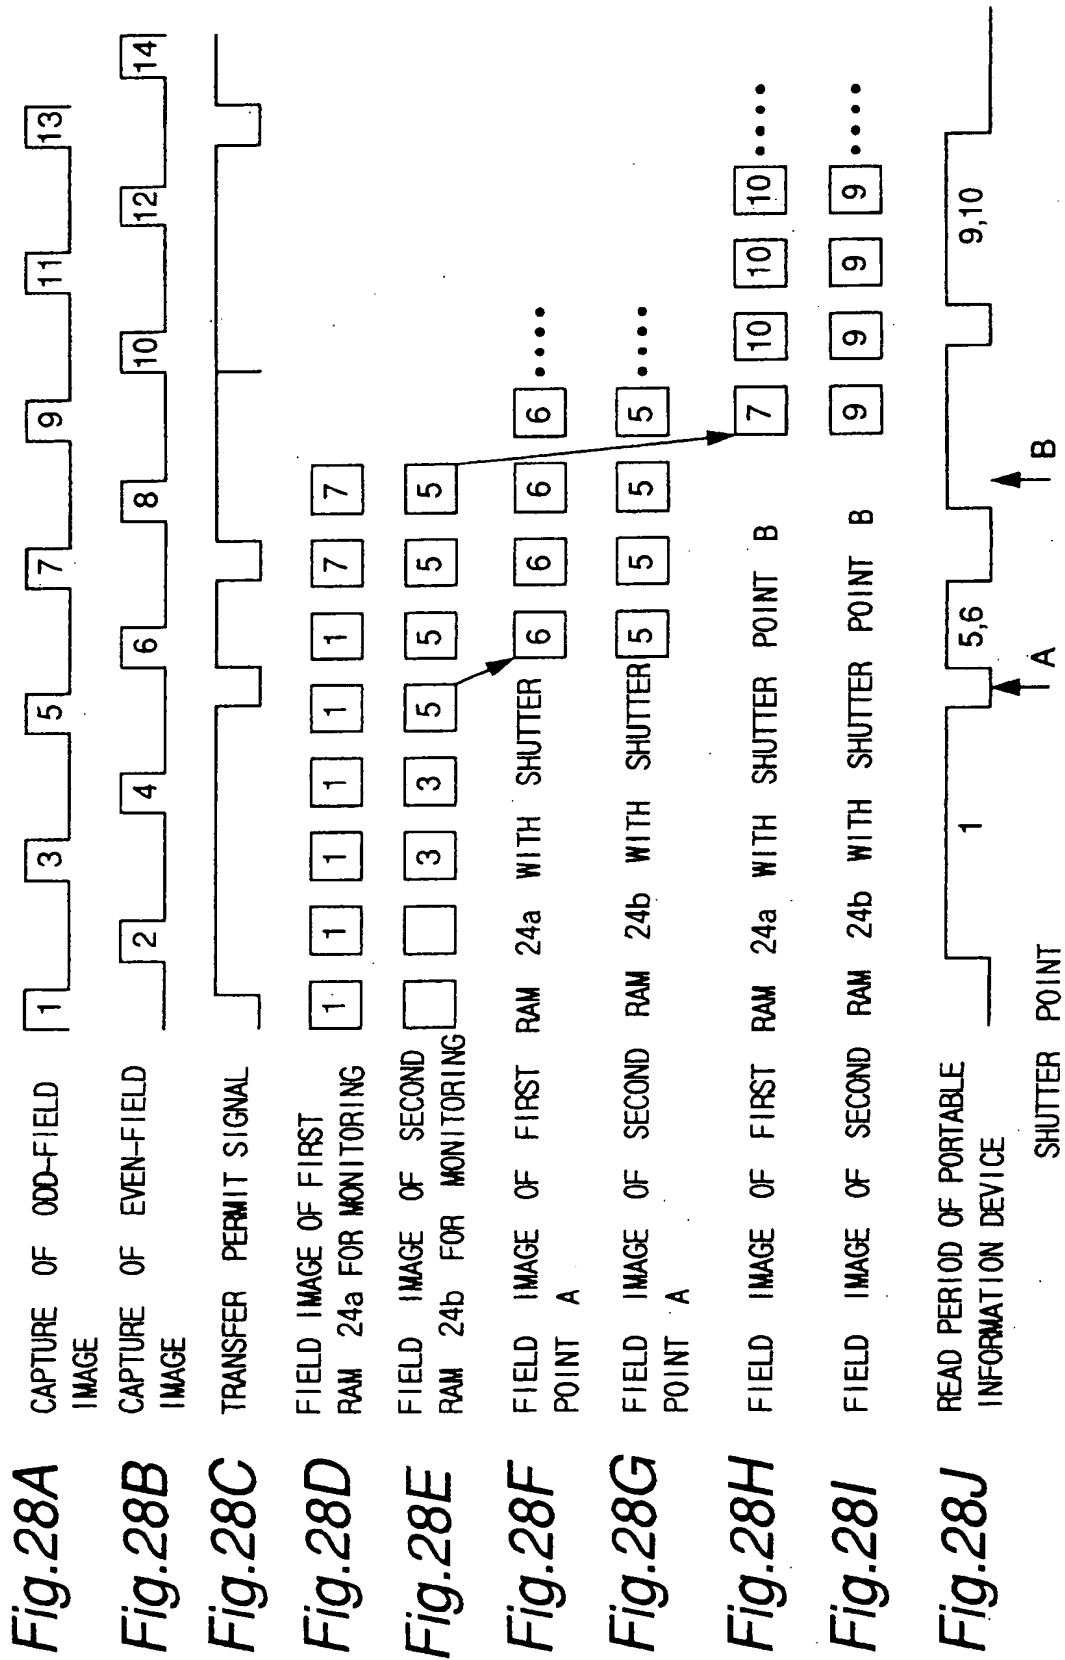 Fig.28A
CAPTURE OF ODD-FIELD
IMAGE
1 3 5 7 9 11 13
Fig.28B
CAPTURE OF EVEN-FIELD
IMAGE
2 4 6 8 10 12 14
Fig.28C
TRANSFER PERMIT SIGNAL
Fig.28D
FIELD IMAGE OF FIRST
RAM 24a FOR MONITORING
1 1 1 1 1 1 7 7
Fig.28E
FIELD IMAGE OF SECOND
RAM 24b FOR MONITORING
3 3 5 5 5 5
Fig.28F
FIELD IMAGE OF FIRST RAM 24a WITH SHUTTER
POINT A
6 6 6 6 ····
Fig.28G
FIELD IMAGE OF SECOND RAM 24b WITH SHUTTER
POINT A
5 5 5 5 ····
Fig.28H
FIELD IMAGE OF FIRST RAM 24a WITH SHUTTER POINT B
7 10 10 10 ····
Fig.28I
FIELD IMAGE OF SECOND RAM 24b WITH SHUTTER POINT B
9 9 9 9 ····
Fig.28J
READ PERIOD OF PORTABLE
INFORMATION DEVICE
1 5,6 9,10
SHUTTER POINT
A B